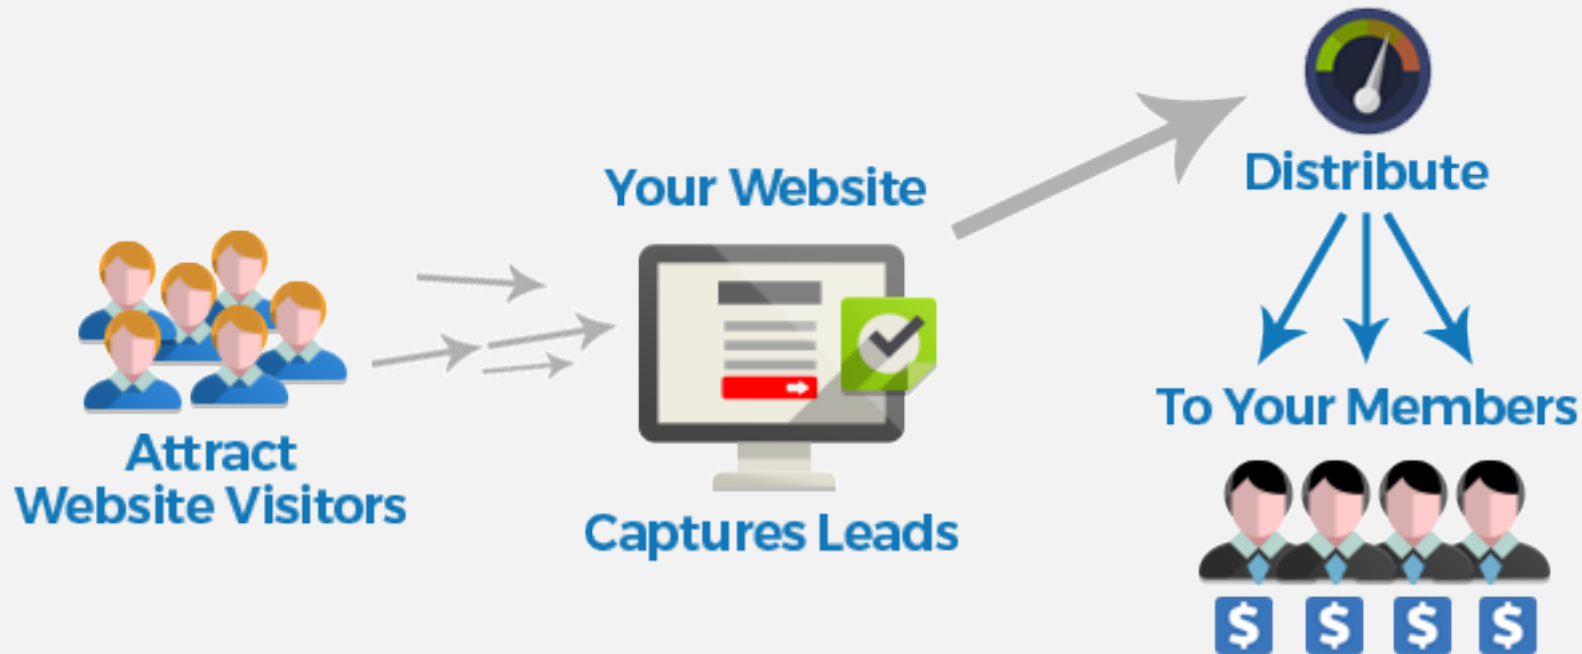 Attract
Website Visitors
Your Website
Captures Leads
Distribute
To Your Members
$ $ $ $